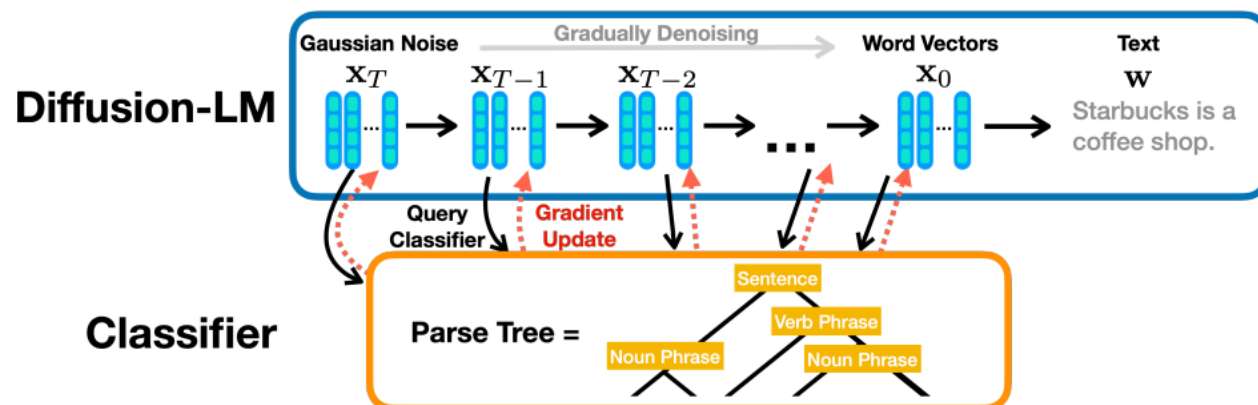 Gradually Denoising
Gaussian Noise
Word Vectors
Text
x_T
x_{T-1}
x_{T-2}
x_0
w
Diffusion-LM
...
...
...
...
...
Starbucks is a
coffee shop.
Query
Classifier
Gradient
Update
Classifier
Parse Tree =
Sentence
Verb Phrase
Noun Phrase
Noun Phrase